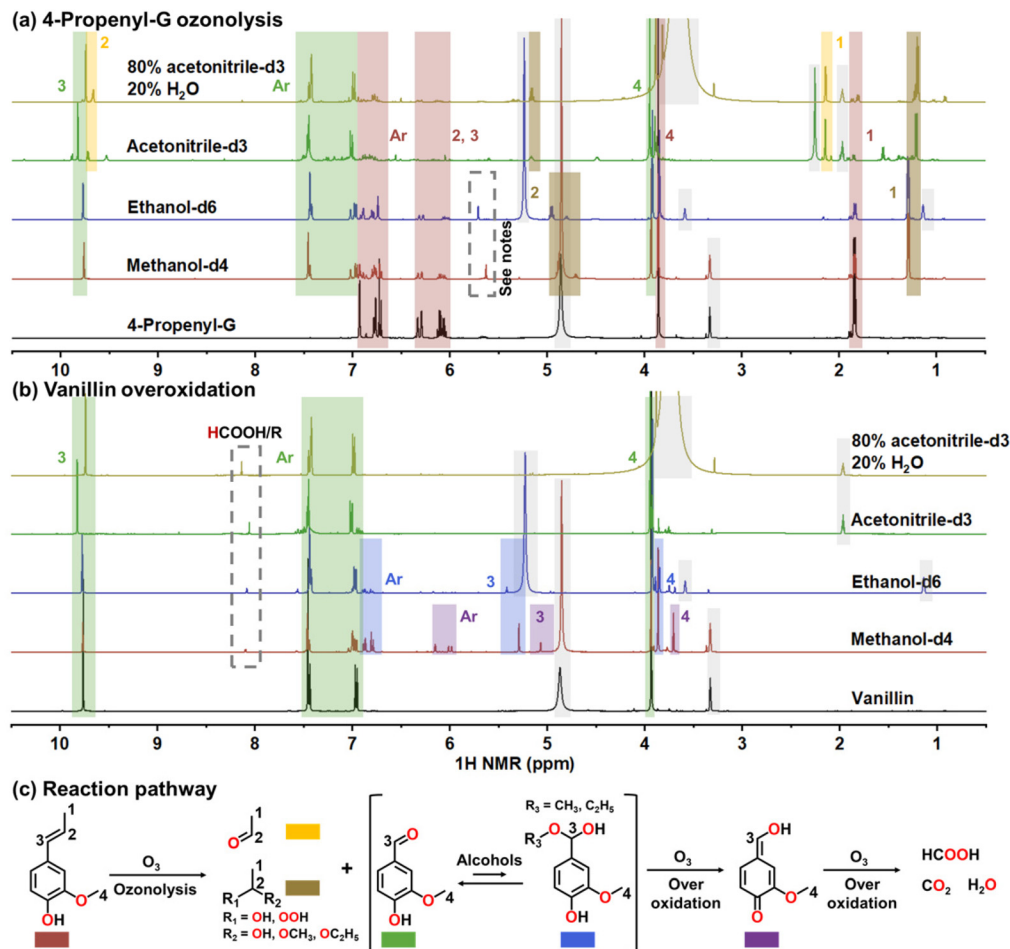 (a) 4-Propenyl-G ozonolysis
3
2
80% acetonitrile-d3
20% H₂O
Ar
4
1
Acetonitrile-d3
Ar
2, 3
4
1
Ethanol-d6
2
1
See notes
Methanol-d4
4-Propenyl-G
10 9 8 7 6 5 4 3 2 1
(b) Vanillin overoxidation
HCOOH/R
3
Ar
4
80% acetonitrile-d3
20% H₂O
Acetonitrile-d3
Ar
3
4
Ethanol-d6
Ar
3
4
Methanol-d4
Vanillin
10 9 8 7 6 5 4 3 2 1
1H NMR (ppm)
(c) Reaction pathway
1
3 2
O 4
OH
O₃
Ozonolysis
1
O 2
1
2
R₁ R₂
R₁ = OH, OOH
R₂ = OH, OCH₃, OC₂H₅
+
3 O
O 4
OH
Alcohols
R₃ = CH₃, C₂H₅
R₃ O 3 OH
O 4
OH
O₃
Over
oxidation
OH
3
O 4
O
O₃
Over
oxidation
HCOOH
CO₂ H₂O